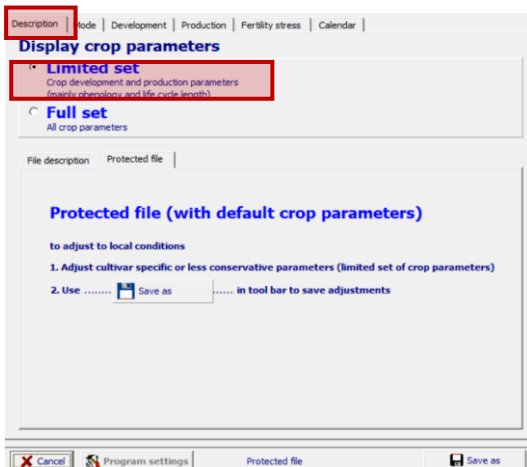 Description Mode Development Production Fertility stress Calendar
Display crop parameters
Limited set
Crop development and production parameters
(mainly phenology and life cycle length)
Full set
All crop parameters
File description Protected file
Protected file (with default crop parameters)
to adjust to local conditions
1. Adjust cultivar specific or less conservative parameters (limited set of crop parameters)
2. Use ........ Save as ...... in tool bar to save adjustments
Cancel Program settings Protected file Save as